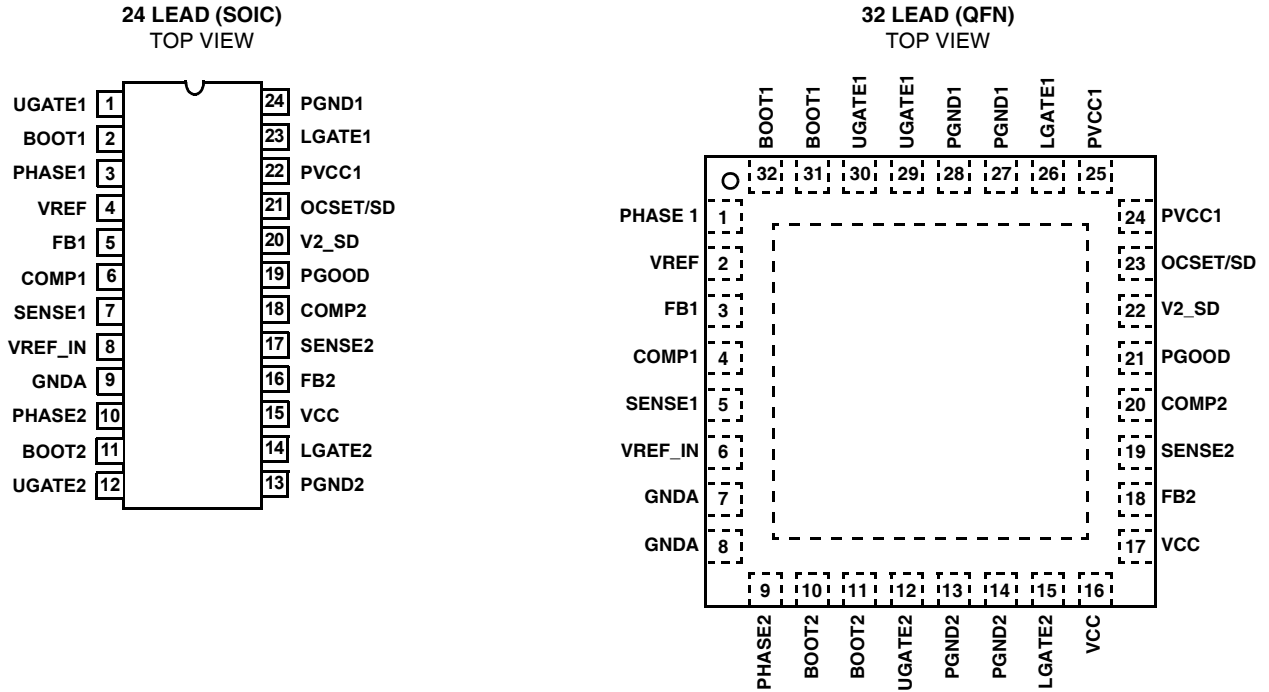 24 LEAD (SOIC)
TOP VIEW
UGATE1 1
BOOT1 2
PHASE1 3
VREF 4
FB1 5
COMP1 6
SENSE1 7
VREF_IN 8
GNDA 9
PHASE2 10
BOOT2 11
UGATE2 12
24 PGND1
23 LGATE1
22 PVCC1
21 OCSET/SD
20 V2_SD
19 PGOOD
18 COMP2
17 SENSE2
16 FB2
15 VCC
14 LGATE2
13 PGND2
32 LEAD (QFN)
TOP VIEW
BOOT1 32
BOOT1 31
UGATE1 30
UGATE1 29
PGND1 28
PGND1 27
LGATE1 26
PVCC1 25
PHASE 1 1
VREF 2
FB1 3
COMP1 4
SENSE1 5
VREF_IN 6
GNDA 7
GNDA 8
24 PVCC1
23 OCSET/SD
22 V2_SD
21 PGOOD
20 COMP2
19 SENSE2
18 FB2
17 VCC
9 PHASE2
10 BOOT2
11 BOOT2
12 UGATE2
13 PGND2
14 PGND2
15 LGATE2
16 VCC